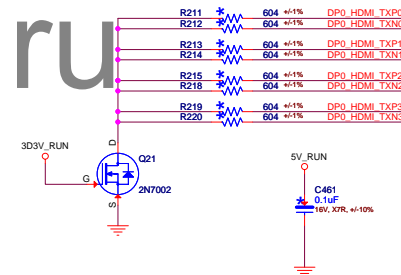 ru
R211 * 604 +/-1% DP0_HDMI_TXP0
R212 604 +/-1% DP0_HDMI_TXN0
R213 * 604 +/-1% DP0_HDMI_TXP1
R214 604 +/-1% DP0_HDMI_TXN1
R215 * 604 +/-1% DP0_HDMI_TXP2
R218 604 +/-1% DP0_HDMI_TXN2
R219 * 604 +/-1% DP0_HDMI_TXP3
R220 604 +/-1% DP0_HDMI_TXN3
3D3V_RUN
D
Q21
G
2N7002
S
5V_RUN
C461
* 0.1uF
16V, X7R, +/-10%